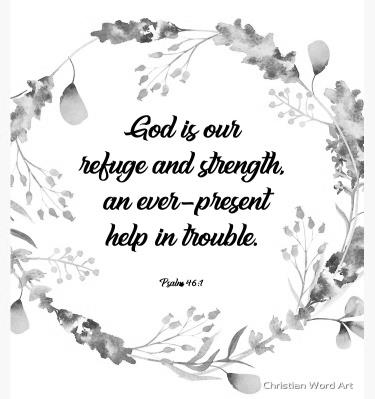 God is our
refuge and strength,
an ever-present
help in trouble.
Psalm 46:1
Christian Word Art